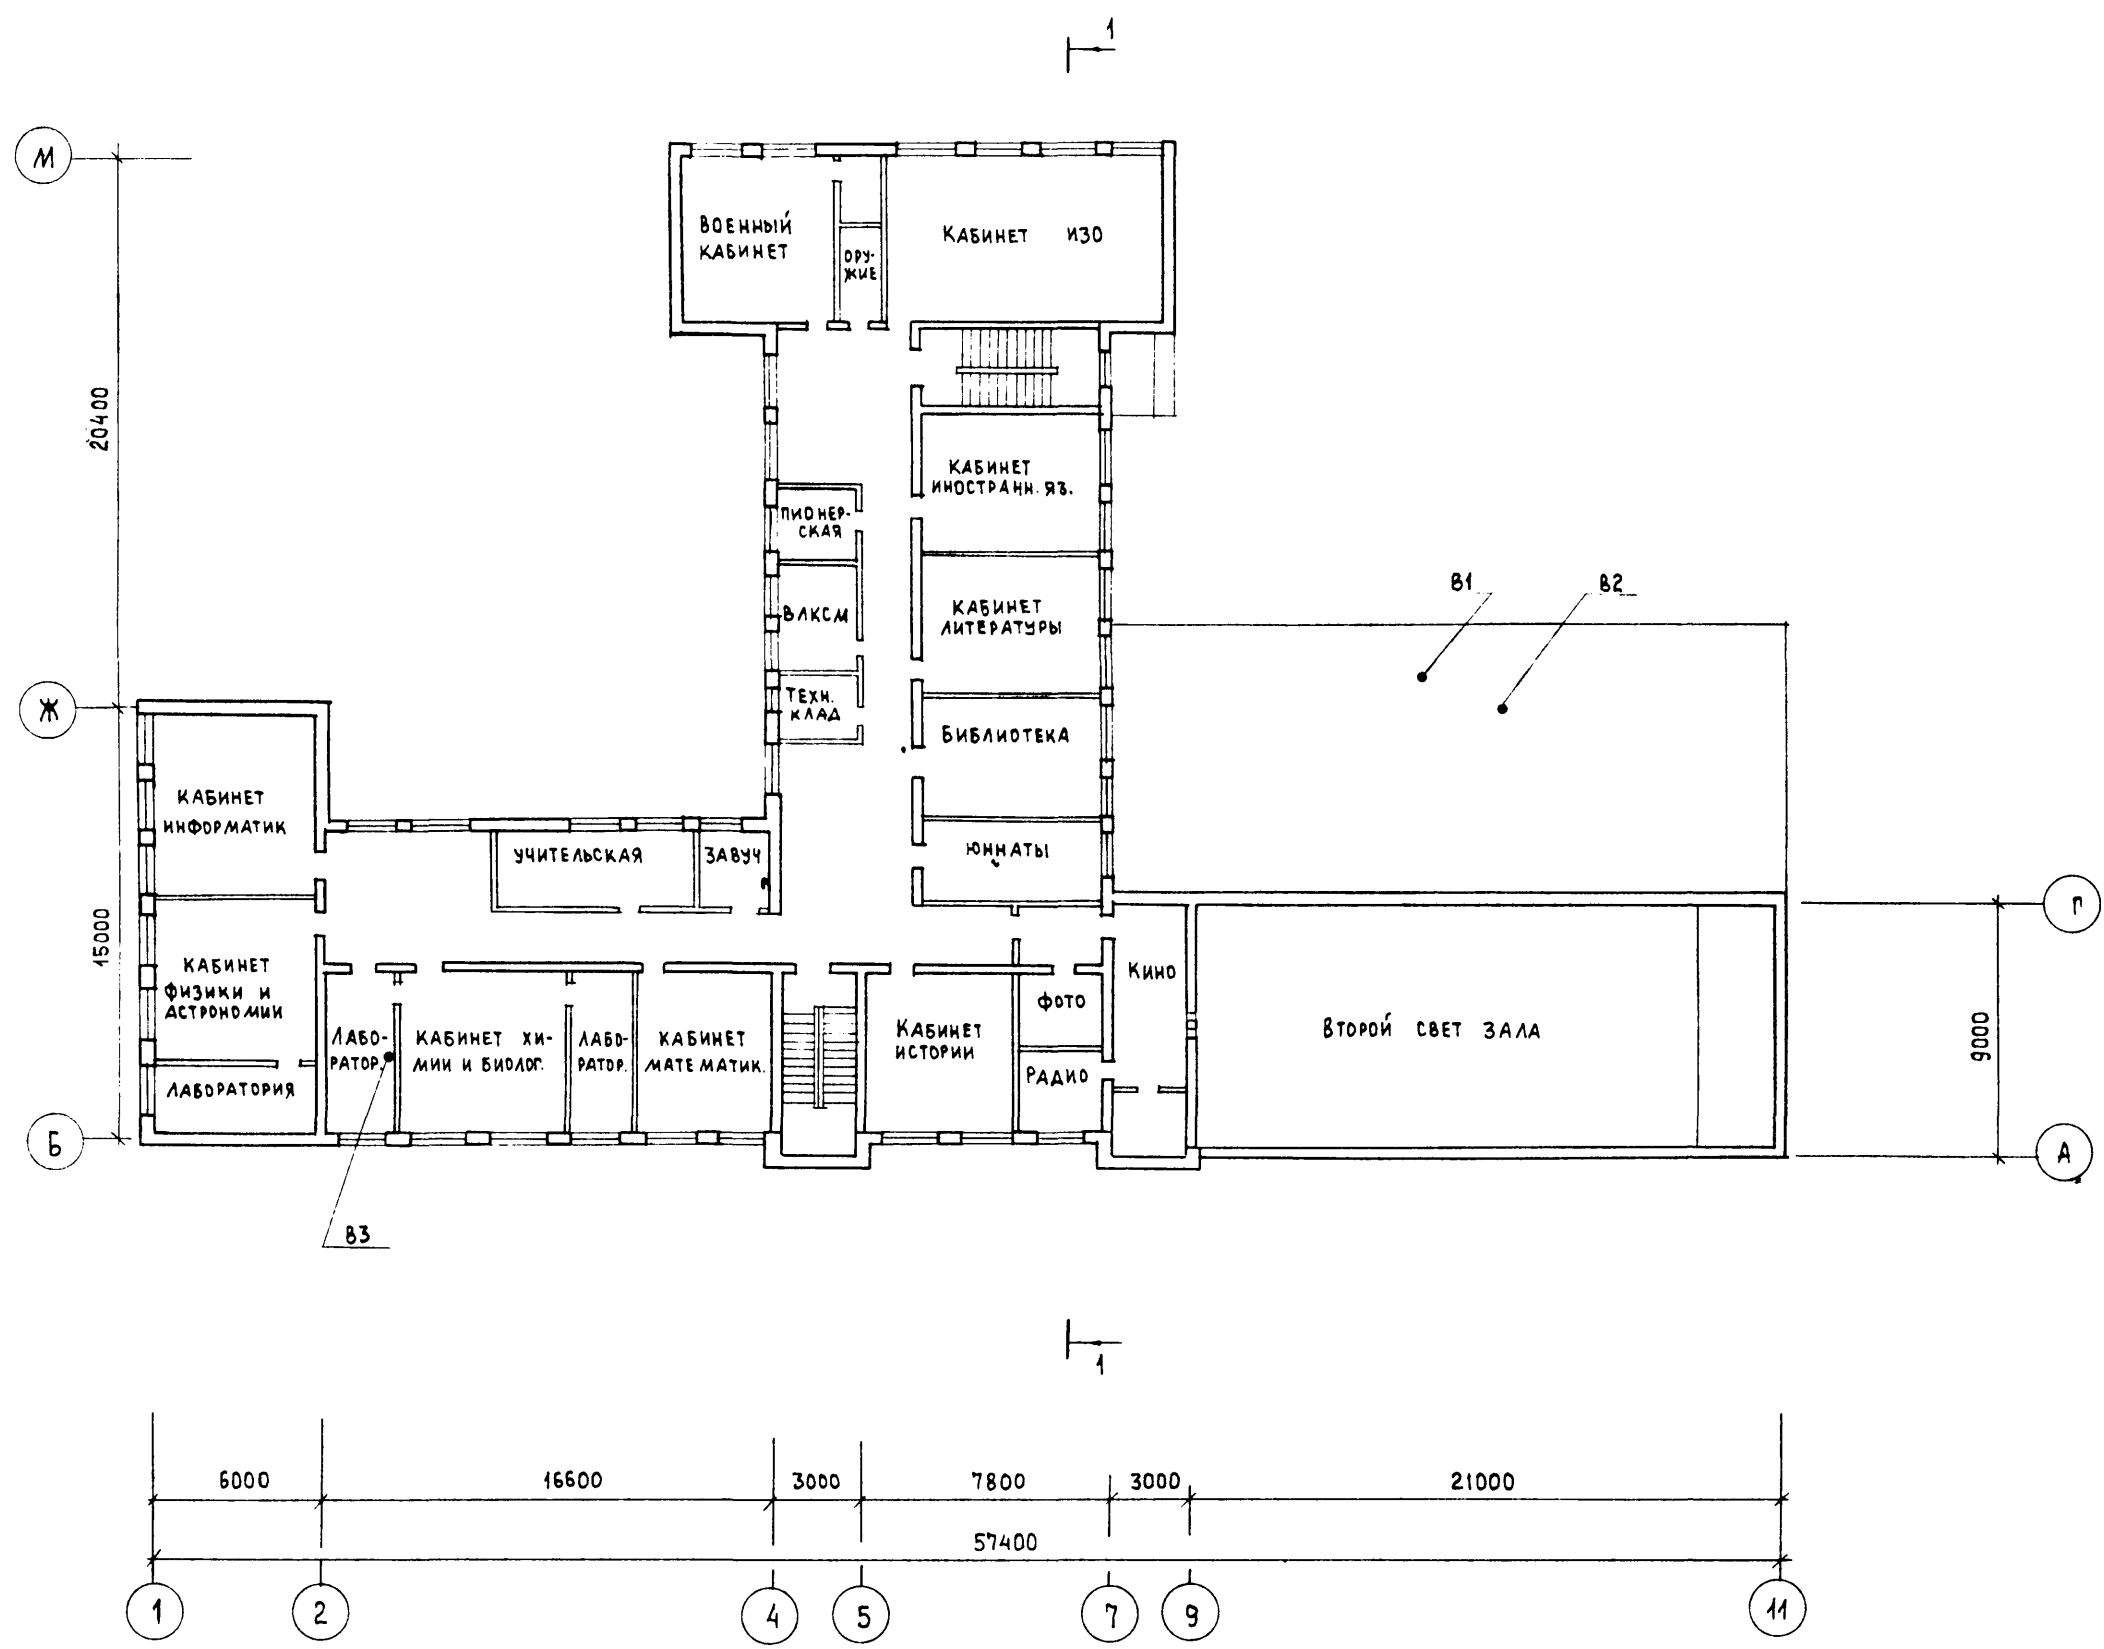 1
М
ВОЕННЫЙ
КАБИНЕТ
ОРУ-
ЖИЕ
КАБИНЕТ ИЗО
20400
КАБИНЕТ
ИНОСТРАНН. ЯЗ.
ПИОНЕР-
СКАЯ
ВЛКСМ
КАБИНЕТ
ЛИТЕРАТУРЫ
В1
В2
Ж
ТЕХН.
КЛАД
БИБЛИОТЕКА
КАБИНЕТ
ИНФОРМАТИК
УЧИТЕЛЬСКАЯ
ЗАВУЧ
ЮННАТЫ
Г
15000
КАБИНЕТ
ФИЗИКИ И
АСТРОНОМИИ
КИНО
ФОТО
ЛАБО-
РАТОР.
КАБИНЕТ ХИ-
МИИ И БИОЛОГ.
ЛАБО-
РАТОР.
КАБИНЕТ
МАТЕМАТИК.
КАБИНЕТ
ИСТОРИИ
ВТОРОЙ СВЕТ ЗАЛА
9000
РАДИО
ЛАБОРАТОРИЯ
Б
А
В3
1
6000
16600
3000
7800
3000
21000
57400
1
2
4
5
7
9
11